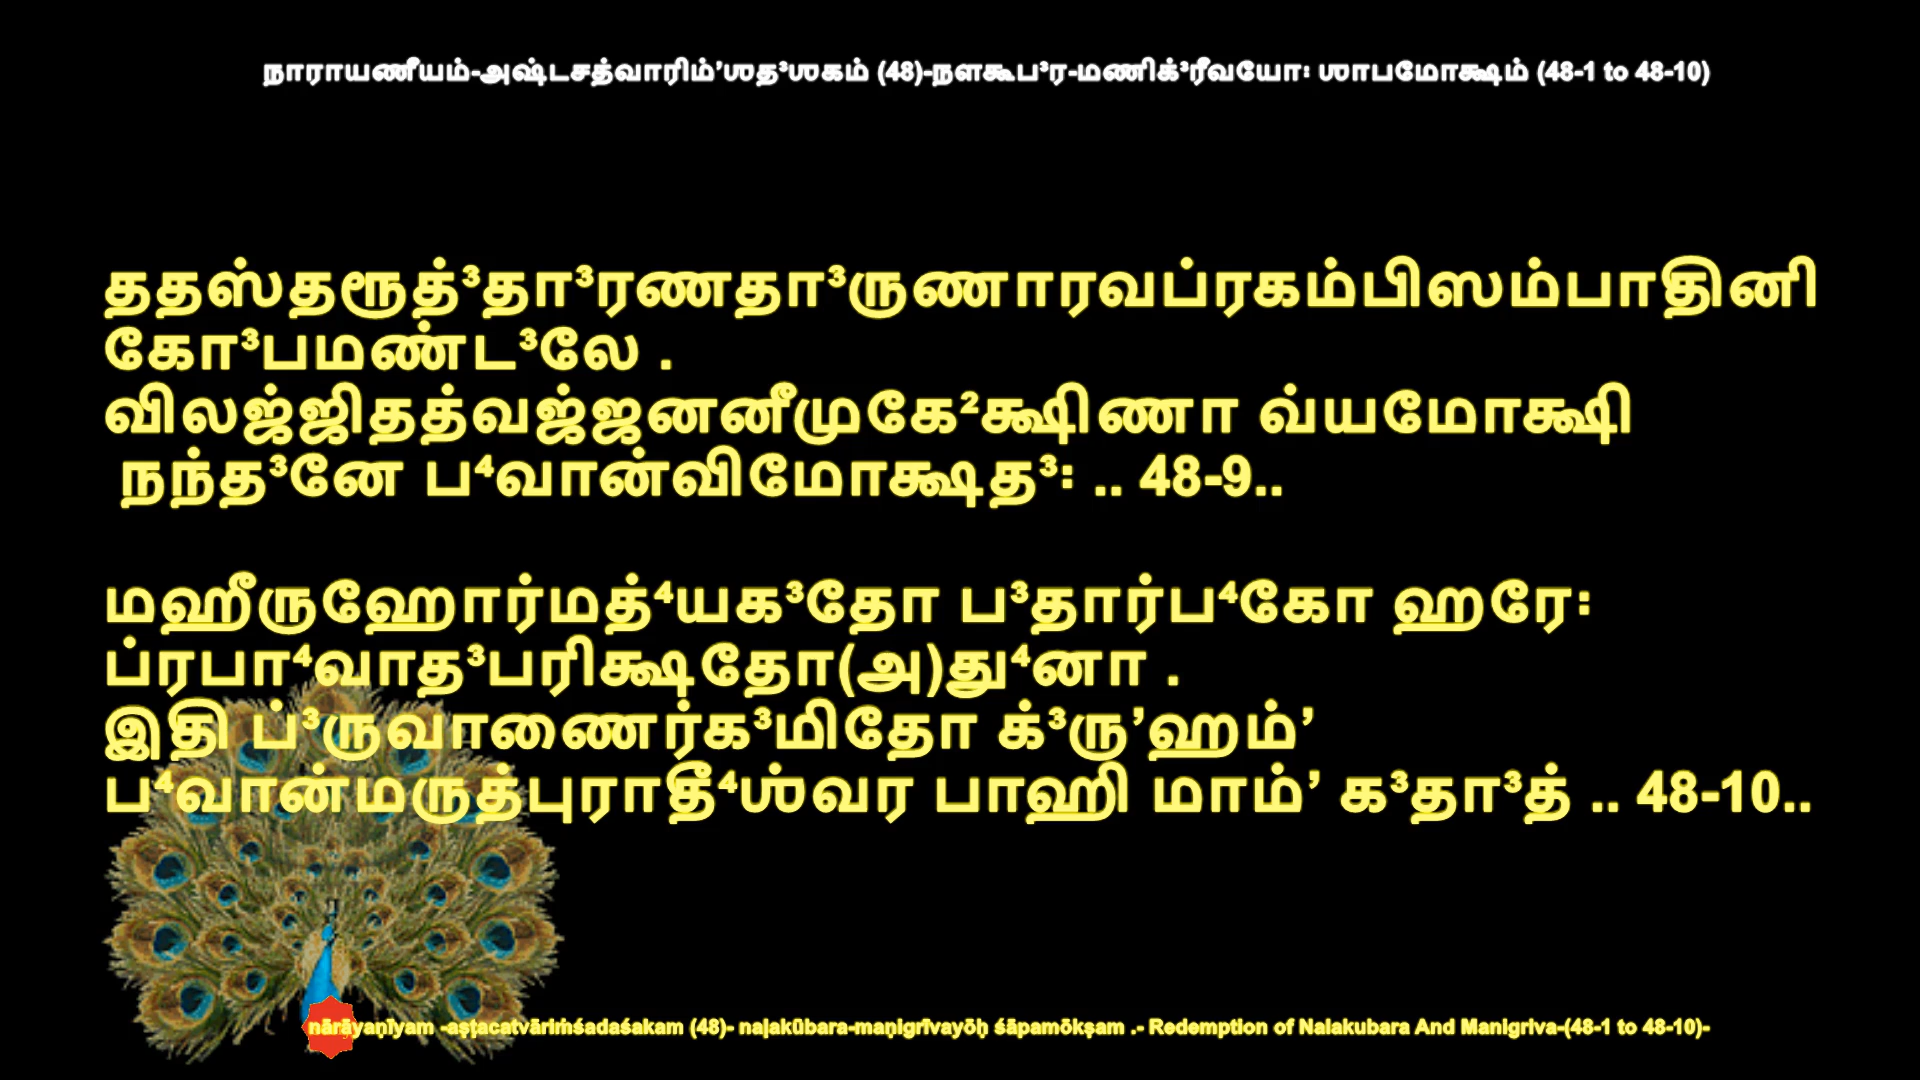 நாராயணீயம்-அஷ்டசத்வாரிம்’ஶத³ஶகம் (48)-நளகூப³ர-மணிக்³ரீவயோ꞉ ஶாபமோக்ஷம் (48-1 to 48-10)
ததஸ்தரூத்³தா³ரணதா³ருணாரவப்ரகம்பிஸம்பாதினி
கோ³பமண்ட³லே .
விலஜ்ஜிதத்வஜ்ஜனனீமுகே²க்ஷிணா வ்யமோக்ஷி
நந்த³னே ப⁴வான்விமோக்ஷத³꞉ .. 48-9..
மஹீருஹோர்மத்⁴யக³தோ ப³தார்ப⁴கோ ஹரே꞉
ப்ரபா⁴வாத³பரிக்ஷதோ(அ)து⁴னா .
இதி ப்³ருவாணைர்க³மிதோ க்³ரு’ஹம்’
ப⁴வான்மருத்புராதீ⁴ஶ்வர பாஹி மாம்’ க³தா³த் .. 48-10..
nārāyaṇīyam -aṣṭacatvāriṁśadaśakam (48)- naḷakūbara-maṇigrīvayōḥ śāpamōkṣam .- Redemption of Nalakubara And Manigriva-(48-1 to 48-10)-